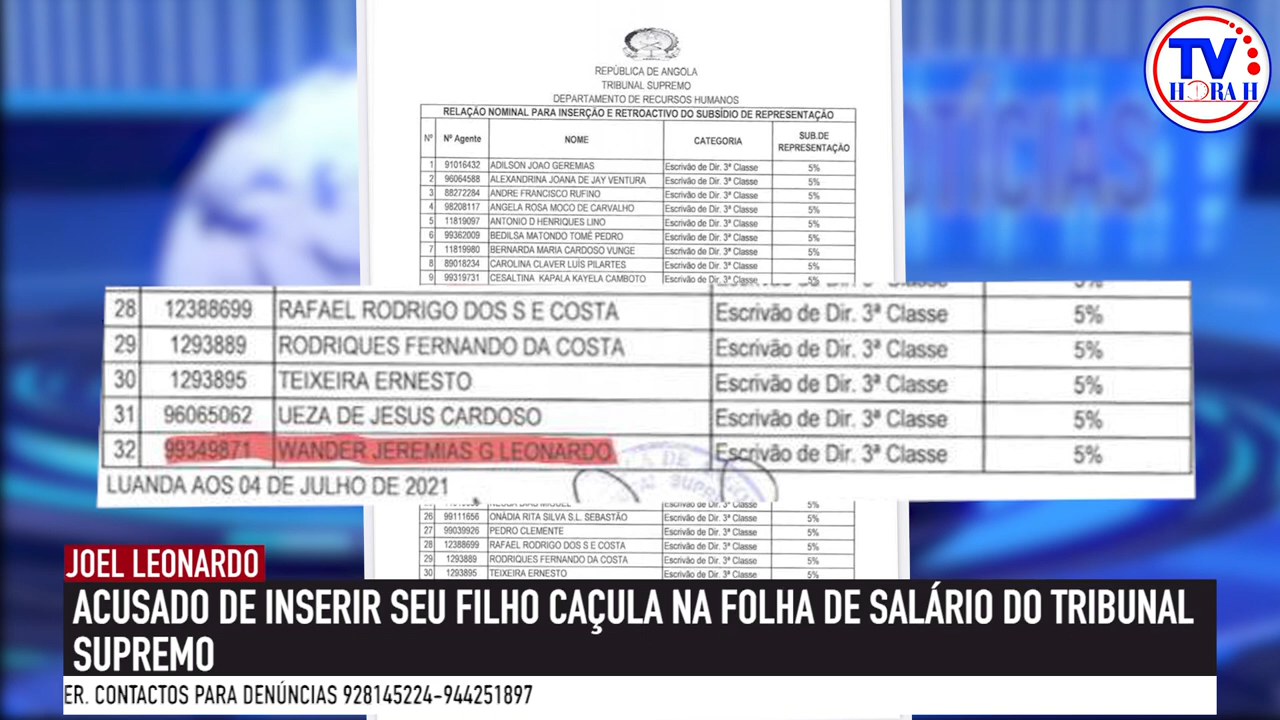 TV
HORA H
REPÚBLICA DE ANGOLA
TRIBUNAL SUPREMO
DEPARTAMENTO DE RECURSOS HUMANOS
RELAÇÃO NOMINAL PARA INSERÇÃO E RETROACTIVO DO SUBSÍDIO DE REPRESENTAÇÃO
Nº Nº Agente NOME CATEGORIA SUB.DE REPRESENTAÇÃO
1 91016432 ADILSON JOAO GEREMIAS Escrivão de Dir. 3ª Classe 5%
2 96064588 ALEXANDRINA JOANA DE JAY VENTURA Escrivão de Dir. 3ª Classe 5%
3 88272284 ANDRE FRANCISCO RUFINO Escrivão de Dir. 3ª Classe 5%
4 98208117 ANGELA ROSA MOCO DE CARVALHO Escrivão de Dir. 3ª Classe 5%
5 11819097 ANTONIO D HENRIQUES LINO Escrivão de Dir. 3ª Classe 5%
6 99362009 BEDILSA MATONDO TOMÉ PEDRO Escrivão de Dir. 3ª Classe 5%
7 11819980 BERNARDA MARIA CARDOSO VUNGE Escrivão de Dir. 3ª Classe 5%
8 89018234 CAROLINA CLAVER LUÍS PILARTES Escrivão de Dir. 3ª Classe 5%
9 99319731 CESALTINA KAPALA KAYELA CAMBOTO Escrivão de Dir. 3ª Classe 5%
28 12388699 RAFAEL RODRIGO DOS S E COSTA Escrivão de Dir. 3ª Classe 5%
29 1293889 RODRIQUES FERNANDO DA COSTA Escrivão de Dir. 3ª Classe 5%
30 1293895 TEIXEIRA ERNESTO Escrivão de Dir. 3ª Classe 5%
31 96065062 UEZA DE JESUS CARDOSO Escrivão de Dir. 3ª Classe 5%
32 99349871 WANDER JEREMIAS G LEONARDO Escrivão de Dir. 3ª Classe 5%
LUANDA AOS 04 DE JULHO DE 2021
Escrivão de Dir. 3ª Classe 5%
26 99111656 ONÁDIA RITA SILVA S.L. SEBASTÃO Escrivão de Dir. 3ª Classe 5%
27 99039926 PEDRO CLEMENTE Escrivão de Dir. 3ª Classe 5%
28 12388699 RAFAEL RODRIGO DOS S E COSTA Escrivão de Dir. 3ª Classe 5%
29 1293889 RODRIQUES FERNANDO DA COSTA Escrivão de Dir. 3ª Classe 5%
30 1293895 TEIXEIRA ERNESTO Escrivão de Dir. 3ª Classe 5%
JOEL LEONARDO
ACUSADO DE INSERIR SEU FILHO CAÇULA NA FOLHA DE SALÁRIO DO TRIBUNAL
SUPREMO
ER. CONTACTOS PARA DENÚNCIAS 928145224-944251897